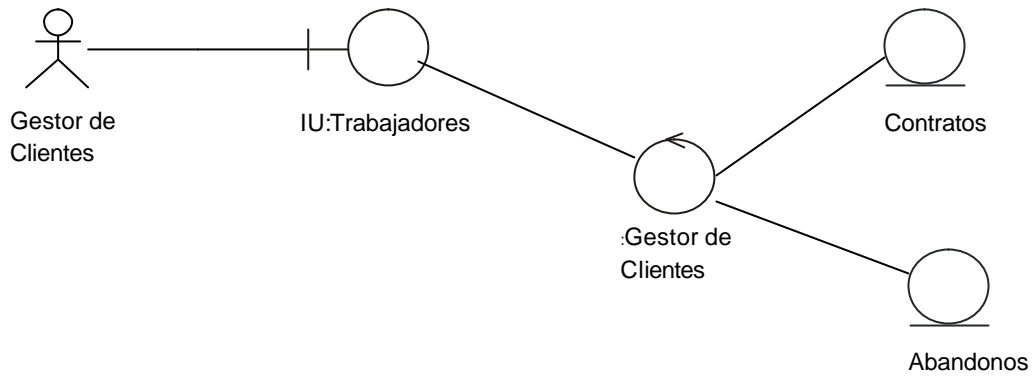 Gestor de
Clientes
IU:Trabajadores
Contratos
:Gestor de
Clientes
Abandonos